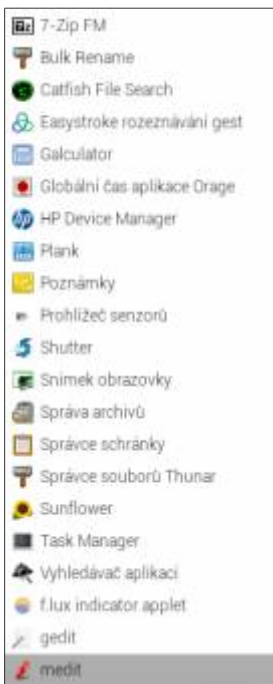 7-Zip FM
Bulk Rename
Catfish File Search
Easystroke rozeznávání gest
Galculator
Globální čas aplikace Orage
HP Device Manager
Plank
Poznámky
Prohlížeč senzorů
Shutter
Snímek obrazovky
Správa archivů
Správce schránky
Správce souborů Thunar
Sunflower
Task Manager
Vyhledávač aplikací
f.lux indicator applet
gedit
medit